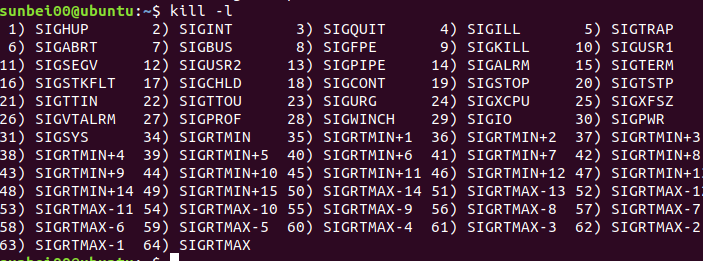 sunbei00@ubuntu:~$ kill -l
1) SIGHUP 2) SIGINT 3) SIGQUIT 4) SIGILL 5) SIGTRAP
6) SIGABRT 7) SIGBUS 8) SIGFPE 9) SIGKILL 10) SIGUSR1
11) SIGSEGV 12) SIGUSR2 13) SIGPIPE 14) SIGALRM 15) SIGTERM
16) SIGSTKFLT 17) SIGCHLD 18) SIGCONT 19) SIGSTOP 20) SIGTSTP
21) SIGTTIN 22) SIGTTOU 23) SIGURG 24) SIGXCPU 25) SIGXFSZ
26) SIGVTALRM 27) SIGPROF 28) SIGWINCH 29) SIGIO 30) SIGPWR
31) SIGSYS 34) SIGRTMIN 35) SIGRTMIN+1 36) SIGRTMIN+2 37) SIGRTMIN+3
38) SIGRTMIN+4 39) SIGRTMIN+5 40) SIGRTMIN+6 41) SIGRTMIN+7 42) SIGRTMIN+8
43) SIGRTMIN+9 44) SIGRTMIN+10 45) SIGRTMIN+11 46) SIGRTMIN+12 47) SIGRTMIN+1
48) SIGRTMIN+14 49) SIGRTMIN+15 50) SIGRTMAX-14 51) SIGRTMAX-13 52) SIGRTMAX-1
53) SIGRTMAX-11 54) SIGRTMAX-10 55) SIGRTMAX-9 56) SIGRTMAX-8 57) SIGRTMAX-7
58) SIGRTMAX-6 59) SIGRTMAX-5 60) SIGRTMAX-4 61) SIGRTMAX-3 62) SIGRTMAX-2
63) SIGRTMAX-1 64) SIGRTMAX
sunbei00@ubuntu:~$